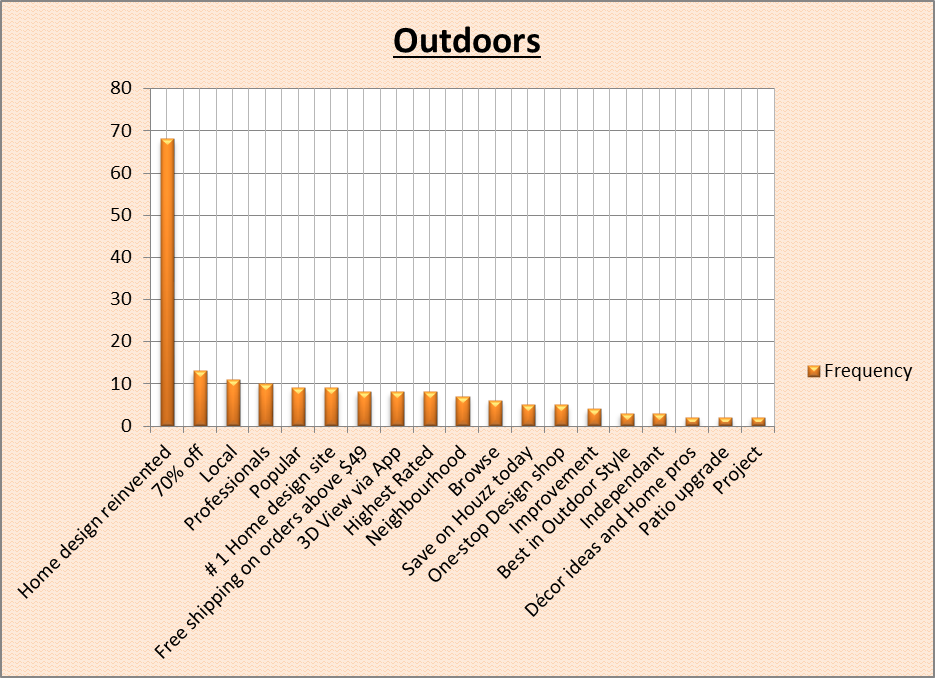 Outdoors
80
70
60
50
40
30
20
10
0
Home design reinvented
70% off
Local
Professionals
Popular
# 1 Home design site
Free shipping on orders above $49
3D View via App
Highest Rated
Neighbourhood
Browse
Save on Houzz today
One-stop Design shop
Improvement
Best in Outdoor Style
Independant
Décor ideas and Home pros
Patio upgrade
Project
Frequency